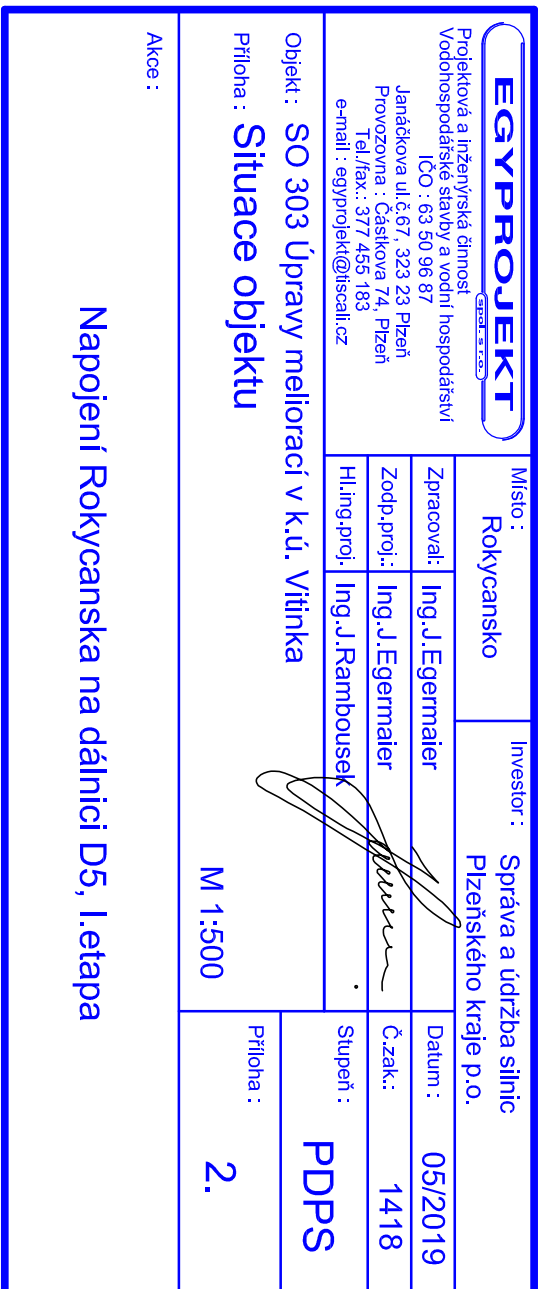 EGYPROJEKT
spol. s r.o.
Projektová a inženýrská činnost
Vodohospodářské stavby a vodní hospodářství
IČO : 63 50 96 87
Janáčkova ul.č.67, 323 23 Plzeň
Provozovna : Částkova 74, Plzeň
Tel./fax.: 377 455 183
e-mail : egyprojekt@tiscali.cz
Místo :
Rokycansko
Investor :
Správa a údržba silnic
Plzeňského kraje p.o.
Zpracoval: Ing.J.Egermaier
Datum : 05/2019
Zodp.proj.: Ing.J.Egermaier
Č.zak.: 1418
Hl.ing.proj. Ing.J.Rambousek
Stupeň : PDPS
Objekt : SO 303 Úpravy meliorací v k.ú. Vitinka
Příloha : Situace objektu
M 1:500
Příloha : 2.
Akce :
Napojení Rokycanska na dálnici D5, I.etapa